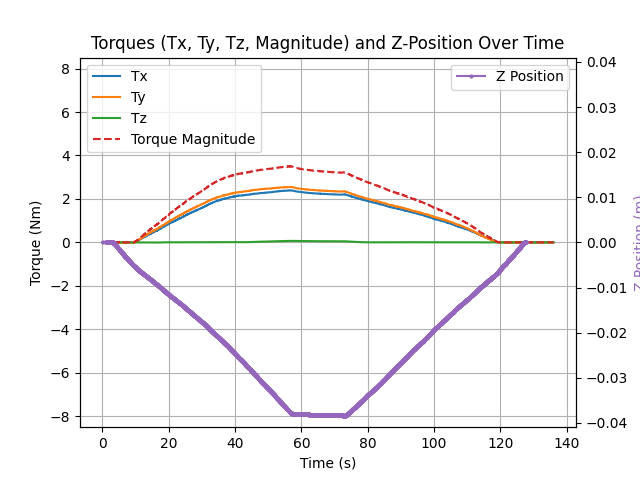 Torques (Tx, Ty, Tz, Magnitude) and Z-Position Over Time
Tx
Ty
Tz
Torque Magnitude
Z Position
8
6
4
2
0
−2
−4
−6
−8
Torque (Nm)
0.04
0.03
0.02
0.01
0.00
−0.01
−0.02
−0.03
−0.04
Z Position (m)
0
20
40
60
80
100
120
140
Time (s)